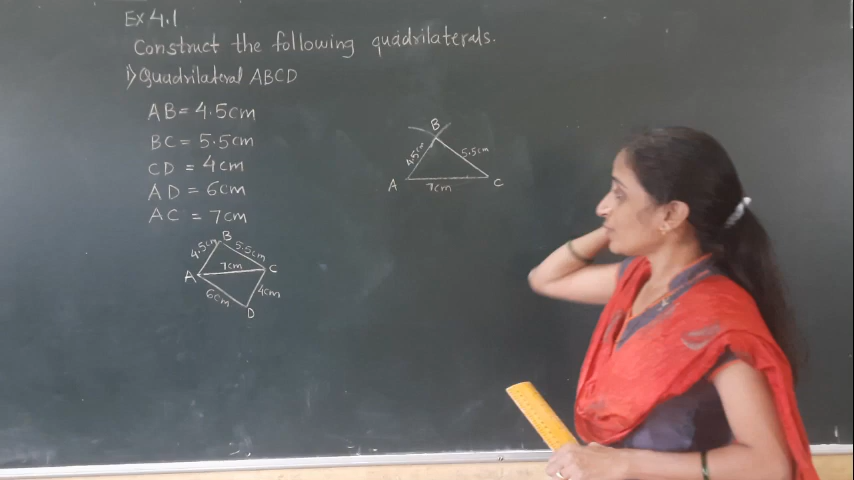 Ex 4.1
Construct the following quadrilaterals.
i) Quadrilateral ABCD
AB = 4.5cm
BC = 5.5cm
CD = 4cm
AD = 6cm
AC = 7cm
B
4.5cm 5.5cm
7cm
A C
6cm 4cm
D
B
4.5cm 5.5cm
A C
7cm